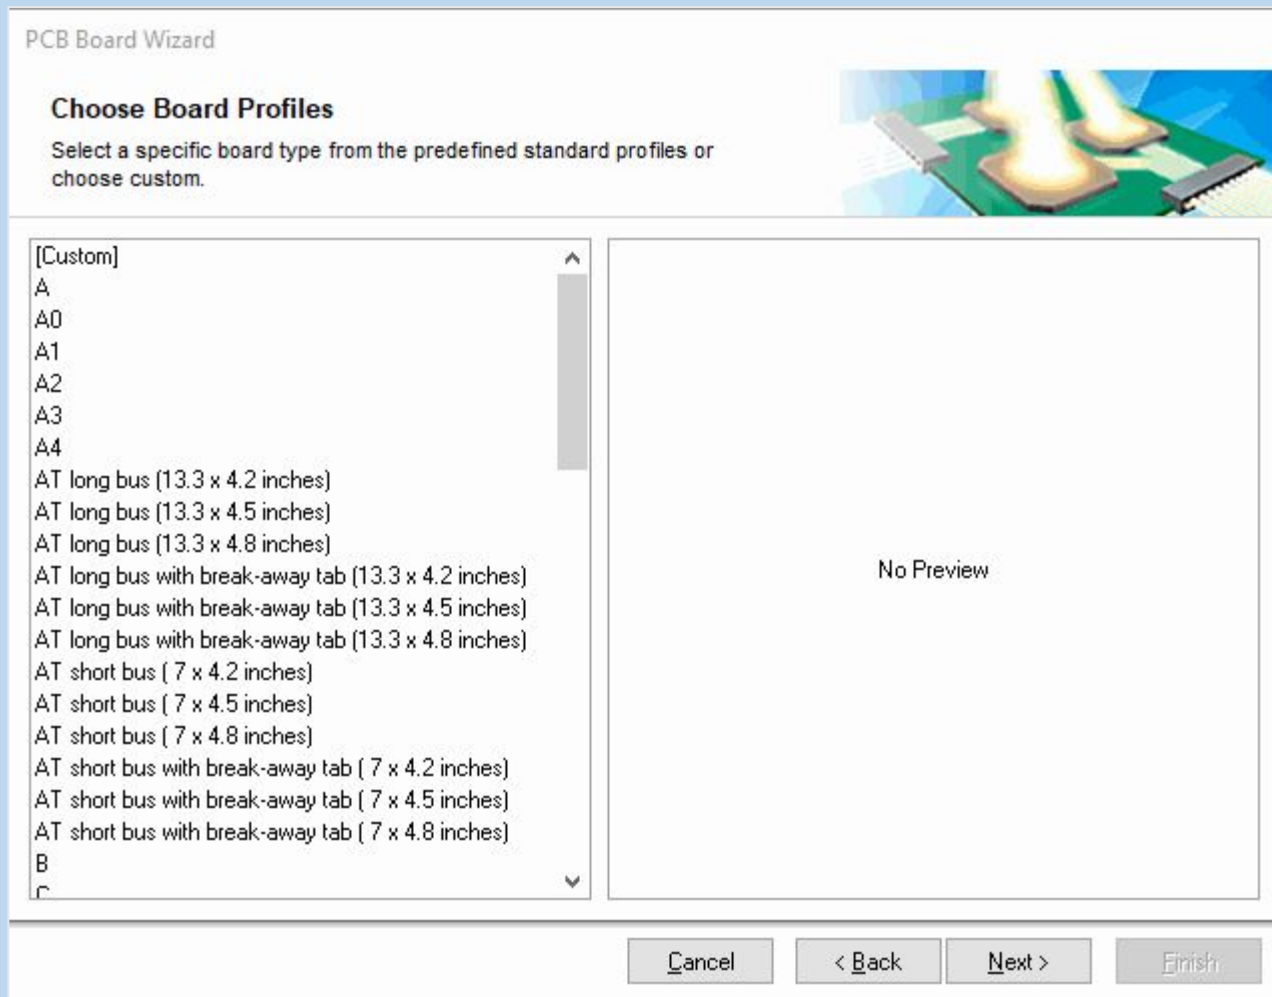 PCB Board Wizard
Choose Board Profiles
Select a specific board type from the predefined standard profiles or
choose custom.
[Custom]
A
A0
A1
A2
A3
A4
AT long bus (13.3 x 4.2 inches)
AT long bus (13.3 x 4.5 inches)
AT long bus (13.3 x 4.8 inches)
AT long bus with break-away tab (13.3 x 4.2 inches)
AT long bus with break-away tab (13.3 x 4.5 inches)
AT long bus with break-away tab (13.3 x 4.8 inches)
AT short bus ( 7 x 4.2 inches)
AT short bus ( 7 x 4.5 inches)
AT short bus ( 7 x 4.8 inches)
AT short bus with break-away tab ( 7 x 4.2 inches)
AT short bus with break-away tab ( 7 x 4.5 inches)
AT short bus with break-away tab ( 7 x 4.8 inches)
B
C
No Preview
Cancel
< Back
Next >
Finish